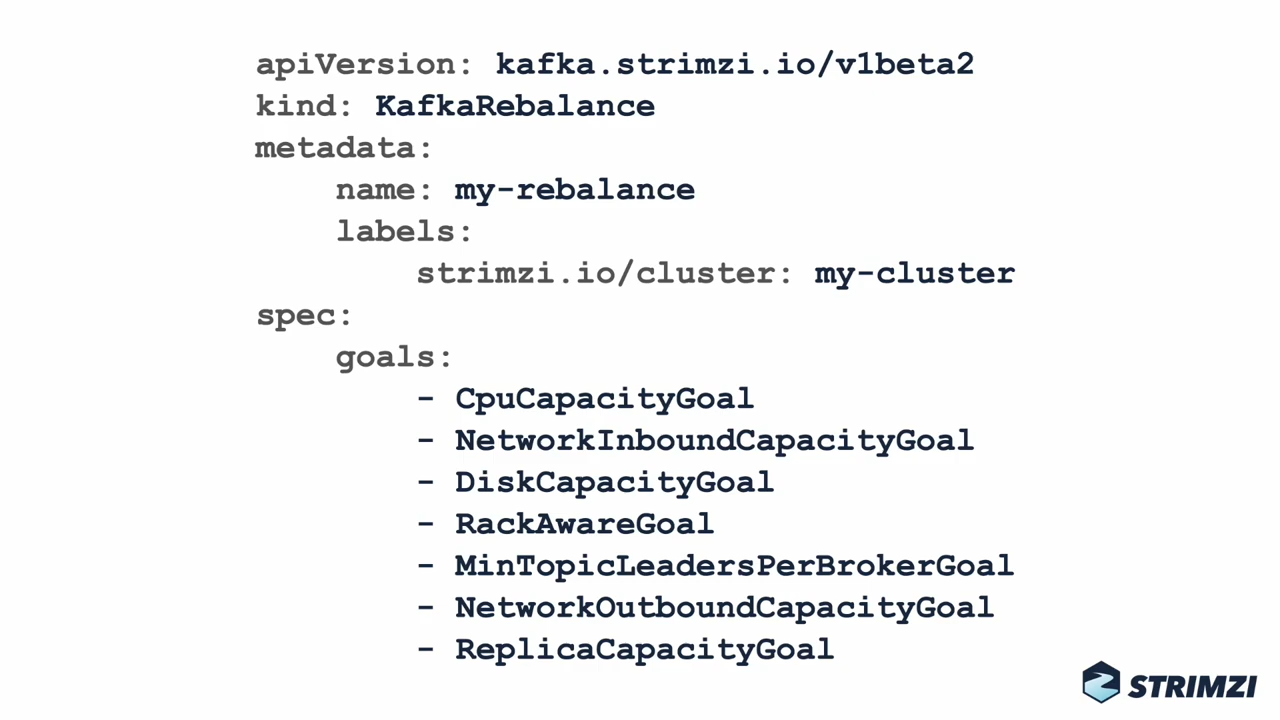 apiVersion: kafka.strimzi.io/v1beta2
kind: KafkaRebalance
metadata:
    name: my-rebalance
    labels:
        strimzi.io/cluster: my-cluster
spec:
    goals:
        - CpuCapacityGoal
        - NetworkInboundCapacityGoal
        - DiskCapacityGoal
        - RackAwareGoal
        - MinTopicLeadersPerBrokerGoal
        - NetworkOutboundCapacityGoal
        - ReplicaCapacityGoal
STRIMZI